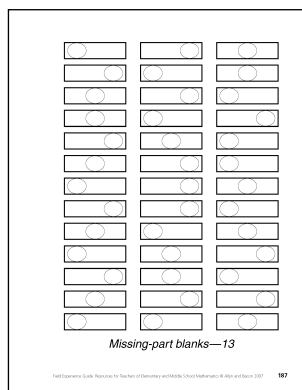 Missing-part blanks—13
Field Experience Guide Resources for Teachers of Elementary and Middle School Mathematics © Allyn and Bacon 2007 187